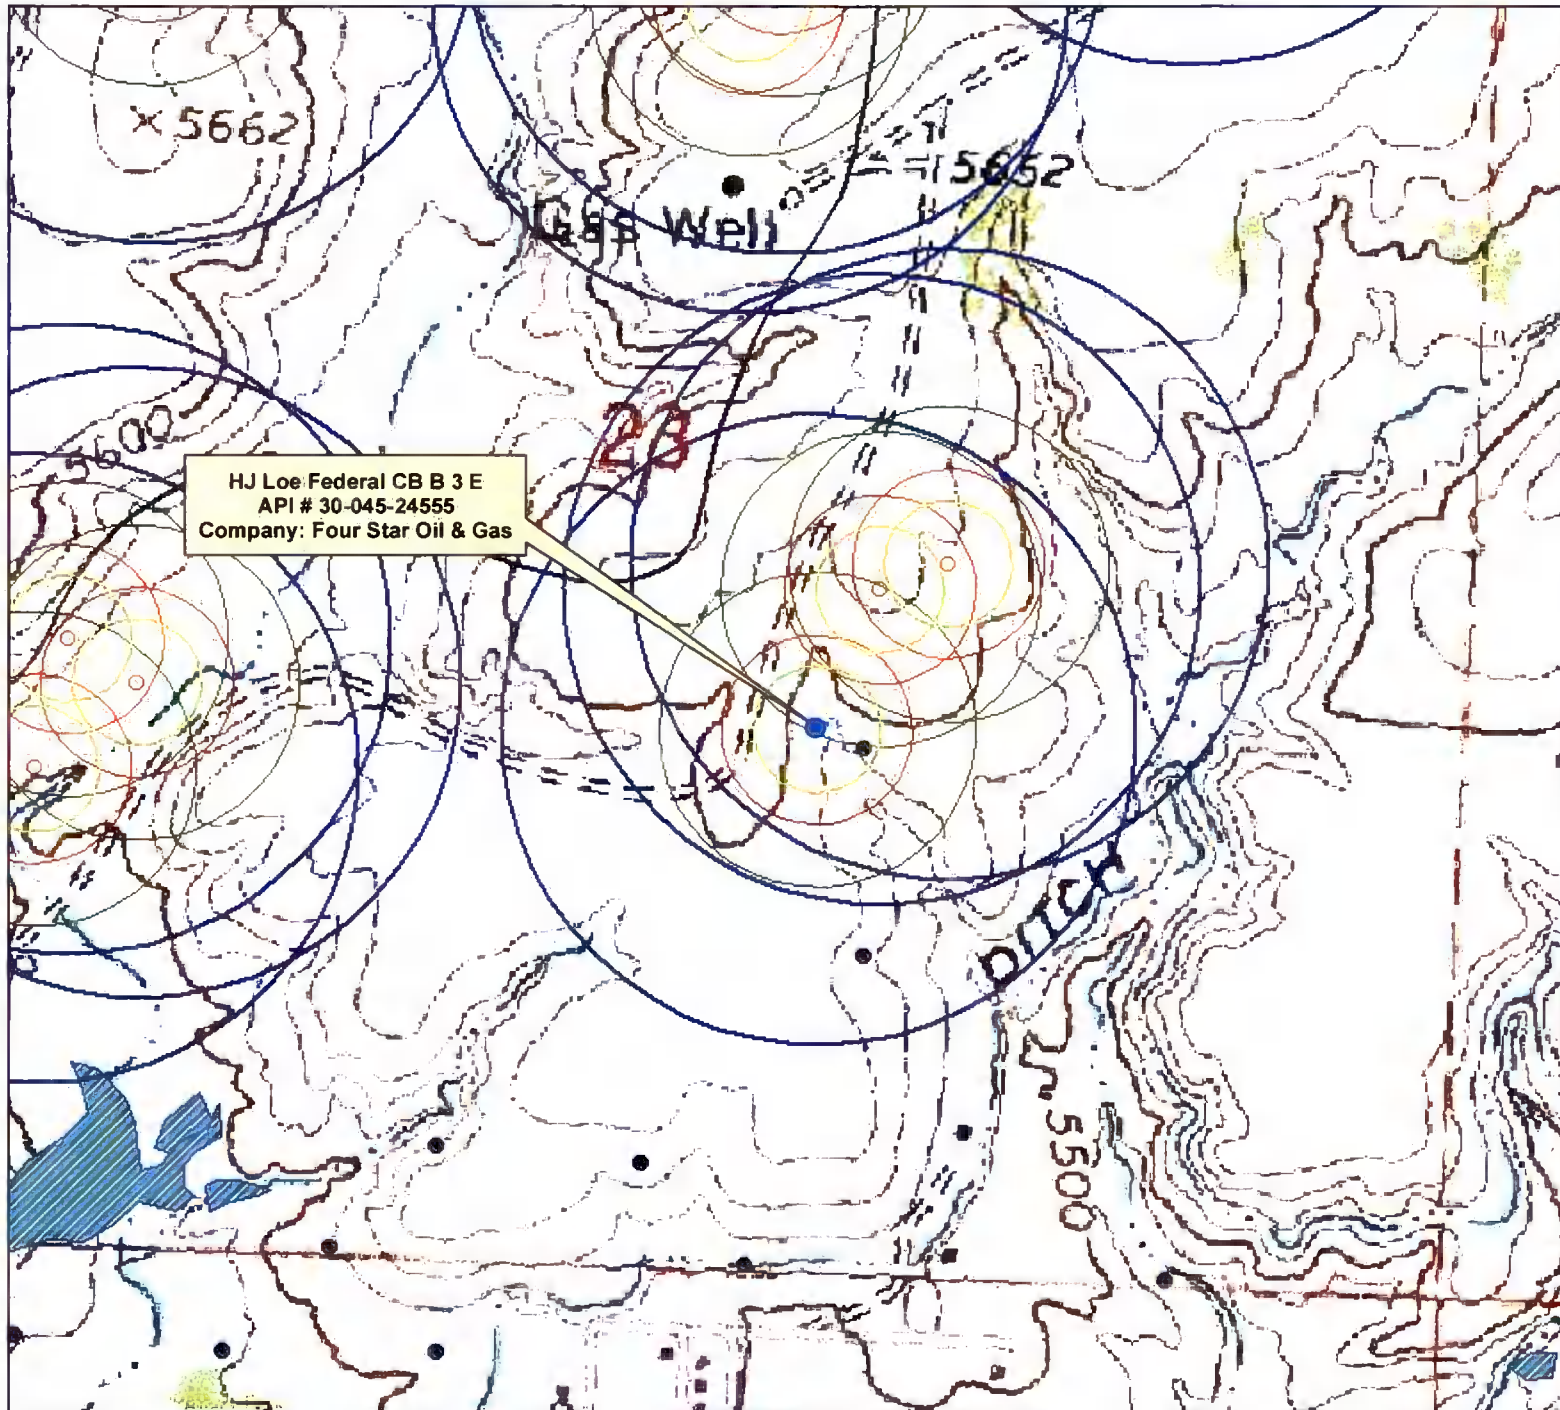 ×5662
5652
Gas Well
23
5600
HJ Loe Federal CB B 3 E
API # 30-045-24555
Company: Four Star Oil & Gas
Ditch
5500